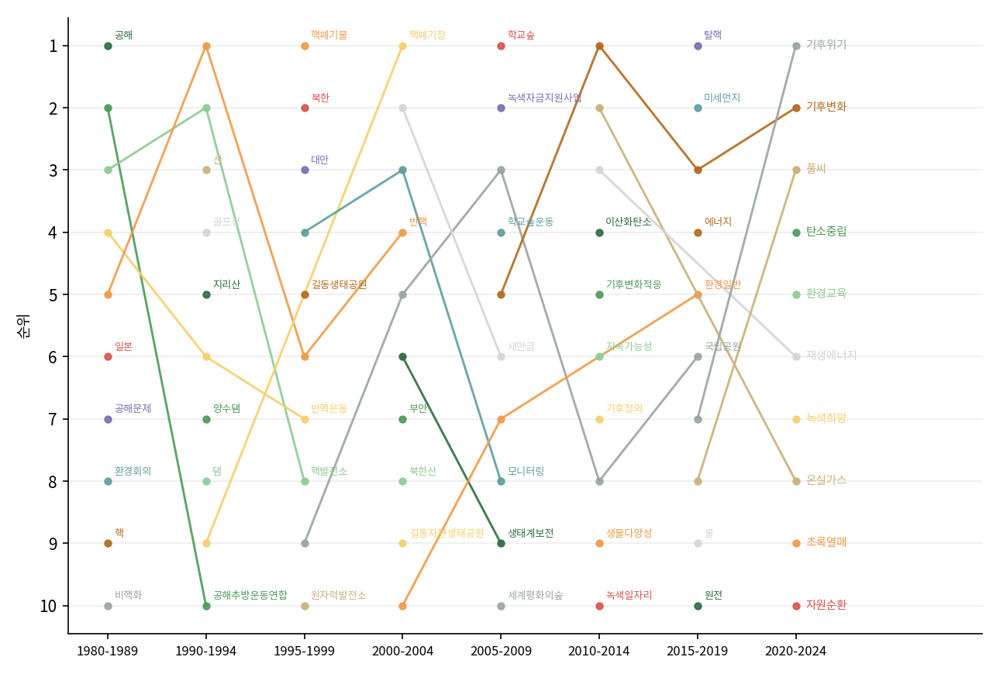 공해
핵폐기물
핵폐기장
학교숲
탈핵
1
기후위기
북한
녹색자금지원사업
미세먼지
2
기후변화
산
대만
3
풀씨
골프장
반핵
학교숲운동
이산화탄소
에너지
4
탄소중립
지리산
길동생태공원
기후변화적응
환경일반
5
환경교육
순위
일본
새만금
지속가능성
국립공원
6
재생에너지
공해문제
양수댐
반핵운동
부안
기후정의
7
녹색희망
환경회의
댐
핵발전소
북한산
모니터링
8
온실가스
핵
길동자연생태공원
생태계보전
생물다양성
물
9
초록열매
비핵화
공해추방운동연합
원자력발전소
세계평화의숲
녹색일자리
원전
10
자원순환
1980-1989
1990-1994
1995-1999
2000-2004
2005-2009
2010-2014
2015-2019
2020-2024